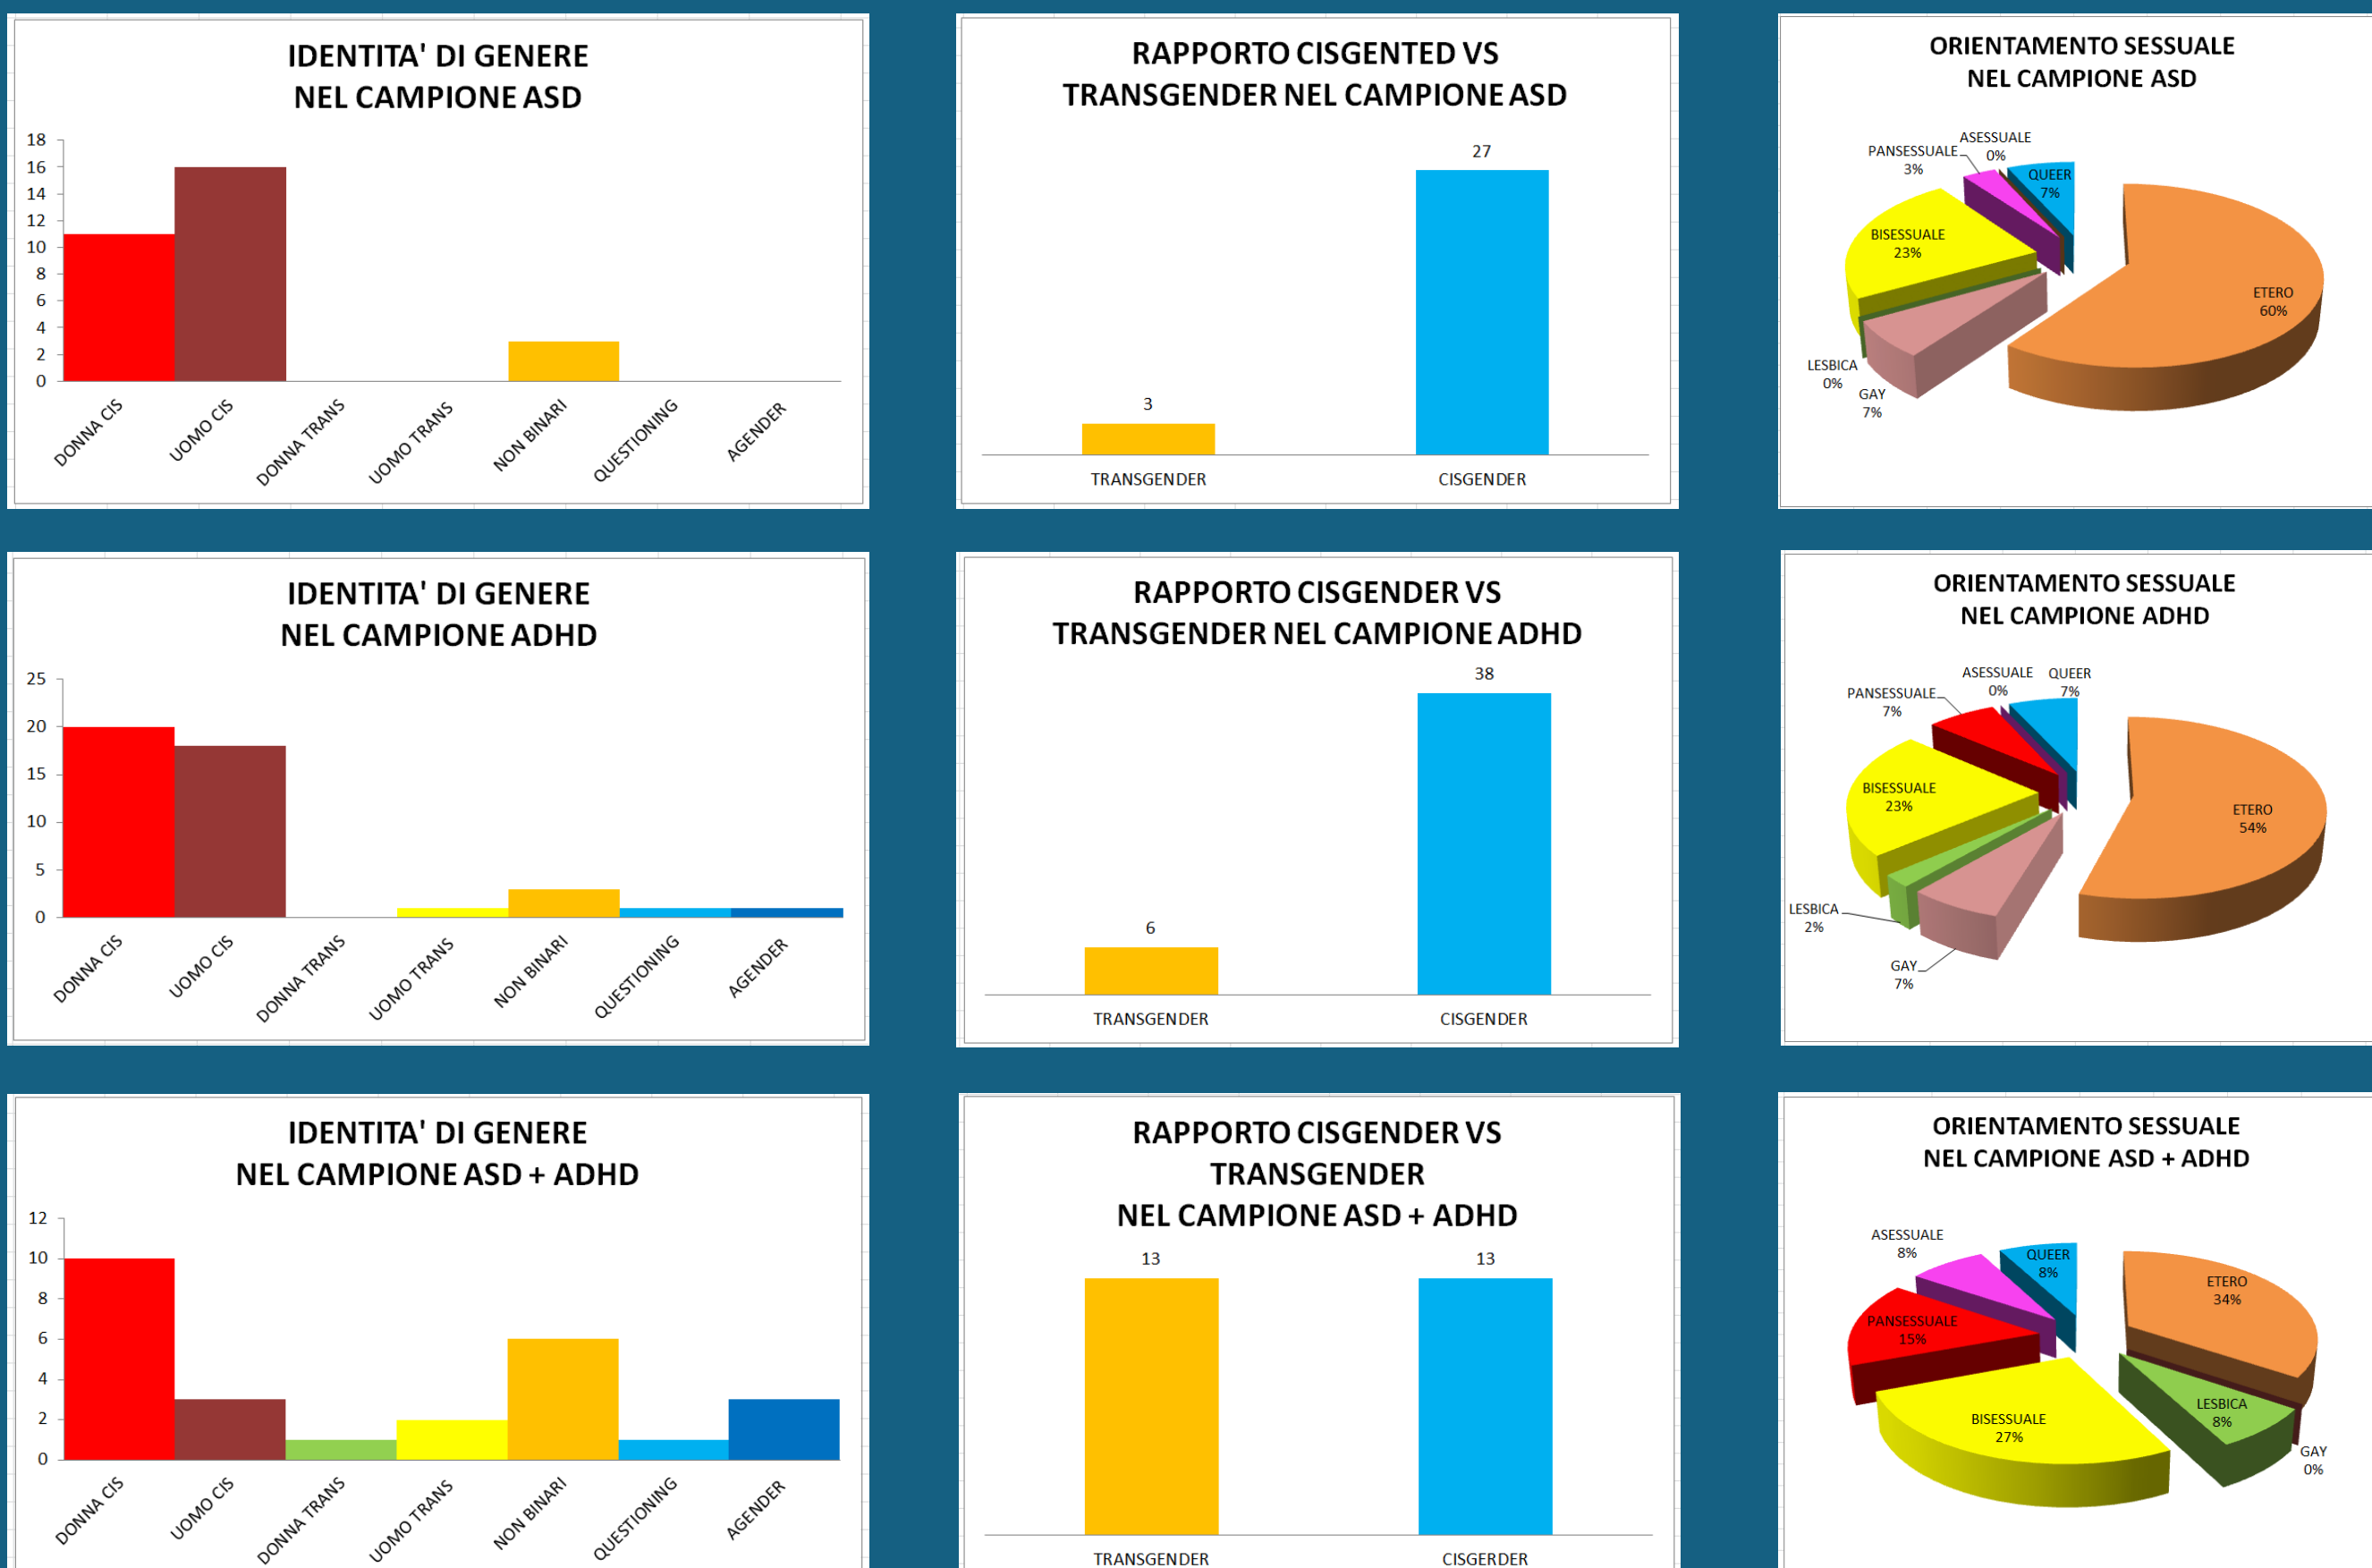 IDENTITA' DI GENERE
NEL CAMPIONE ASD
18
16
14
12
10
8
6
4
2
0
DONNA CIS
UOMO CIS
DONNA TRANS
UOMO TRANS
NON BINARI
QUESTIONING
AGENDER
RAPPORTO CISGENTED VS
TRANSGENDER NEL CAMPIONE ASD
27
3
TRANSGENDER
CISGENDER
ORIENTAMENTO SESSUALE
NEL CAMPIONE ASD
ASESSUALE
0%
PANSESSUALE
3%
QUEER
7%
BISESSUALE
23%
ETERO
60%
LESBICA
0%
GAY
7%
IDENTITA' DI GENERE
NEL CAMPIONE ADHD
25
20
15
10
5
0
DONNA CIS
UOMO CIS
DONNA TRANS
UOMO TRANS
NON BINARI
QUESTIONING
AGENDER
RAPPORTO CISGENDER VS
TRANSGENDER NEL CAMPIONE ADHD
38
6
TRANSGENDER
CISGENDER
ORIENTAMENTO SESSUALE
NEL CAMPIONE ADHD
ASESSUALE
0%
QUEER
7%
PANSESSUALE
7%
BISESSUALE
23%
ETERO
54%
LESBICA
2%
GAY
7%
IDENTITA' DI GENERE
NEL CAMPIONE ASD + ADHD
12
10
8
6
4
2
0
DONNA CIS
UOMO CIS
DONNA TRANS
UOMO TRANS
NON BINARI
QUESTIONING
AGENDER
RAPPORTO CISGENDER VS
TRANSGENDER
NEL CAMPIONE ASD + ADHD
13
13
TRANSGENDER
CISGERDER
ORIENTAMENTO SESSUALE
NEL CAMPIONE ASD + ADHD
ASESSUALE
8%
QUEER
8%
ETERO
34%
PANSESSUALE
15%
LESBICA
8%
BISESSUALE
27%
GAY
0%